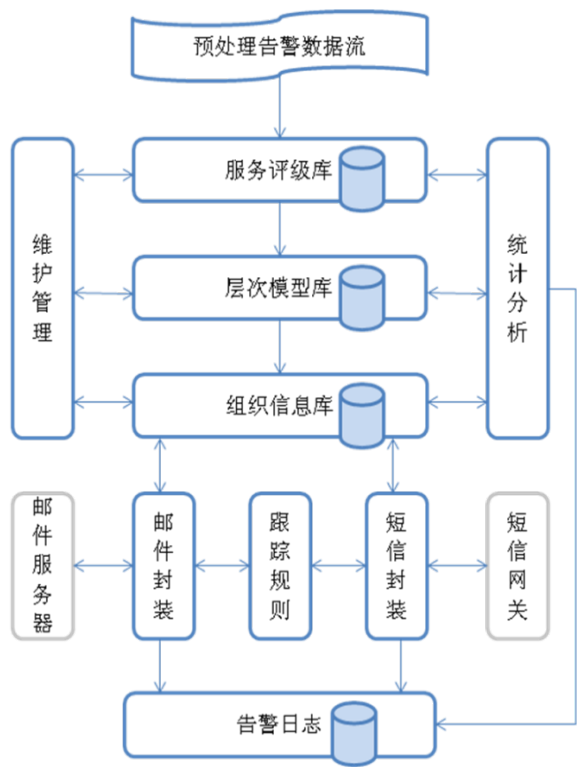 预处理告警数据流
服务评级库
维护管理
统计分析
层次模型库
组织信息库
邮件服务器
邮件封装
跟踪规则
短信封装
短信网关
告警日志